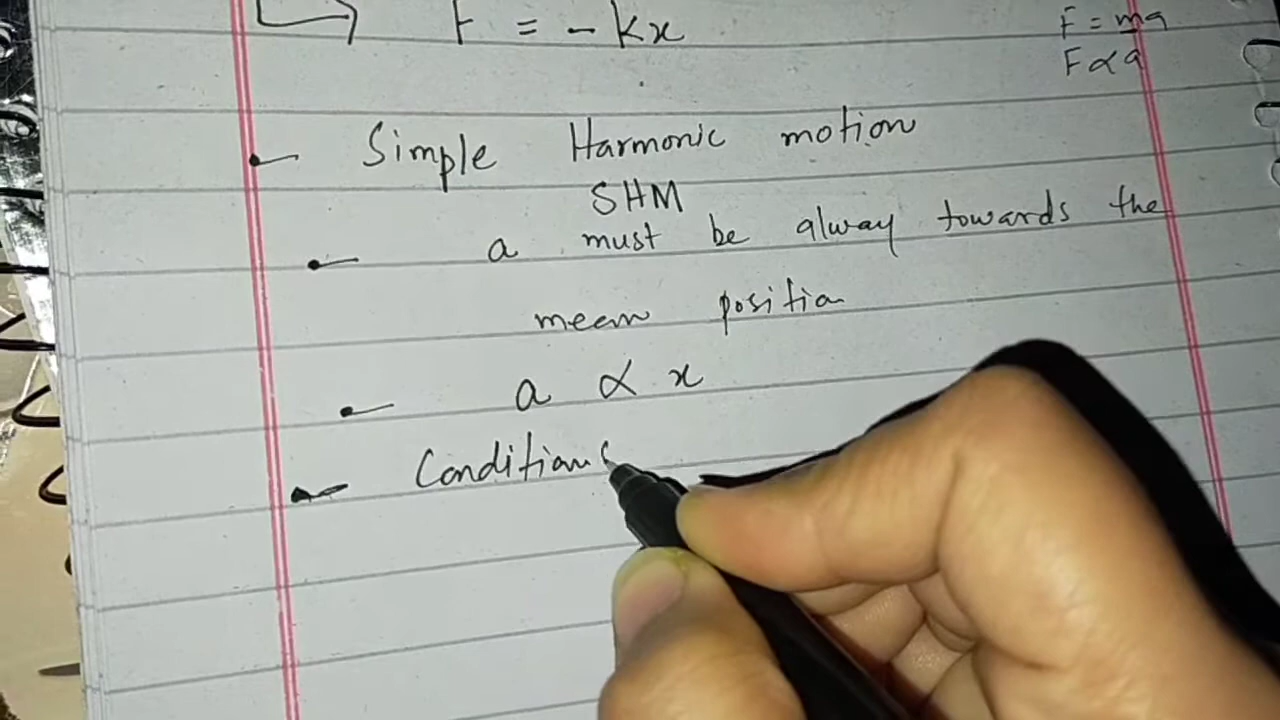 F = -kx
F = ma
F ∝ a
Simple Harmonic motion
SHM
a must be alway towards the
mean position
a ∝ x
Conditions